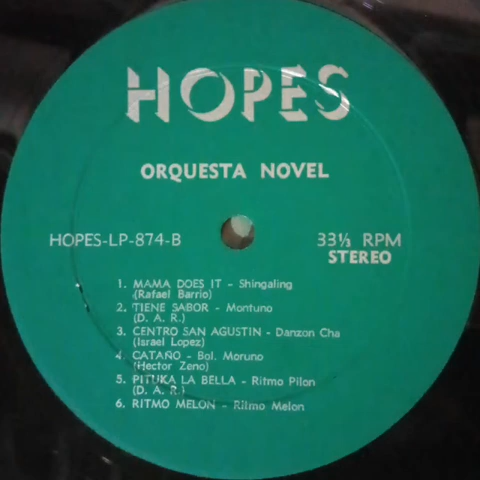 HOPES
ORQUESTA NOVEL
HOPES-LP-874-B
33⅓ RPM
STEREO
1. MAMA DOES IT - Shingaling
(Rafael Barrio)
2. TIENE SABOR - Montuno
(D. A. R.)
3. CENTRO SAN AGUSTIN - Danzon Cha
(Israel Lopez)
4. CATAÑO - Bol. Moruno
(Hector Zeno)
5. PITUKA LA BELLA - Ritmo Pilon
(D. A. R.)
6. RITMO MELON - Ritmo Melon